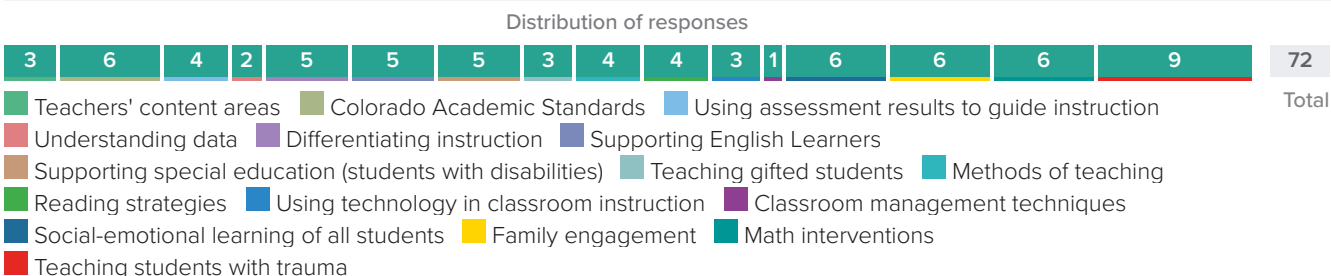 Distribution of responses
3 6 4 2 5 5 5 3 4 4 3 1 6 6 6 9 72
Total
Teachers' content areas Colorado Academic Standards Using assessment results to guide instruction
Understanding data Differentiating instruction Supporting English Learners
Supporting special education (students with disabilities) Teaching gifted students Methods of teaching
Reading strategies Using technology in classroom instruction Classroom management techniques
Social-emotional learning of all students Family engagement Math interventions
Teaching students with trauma